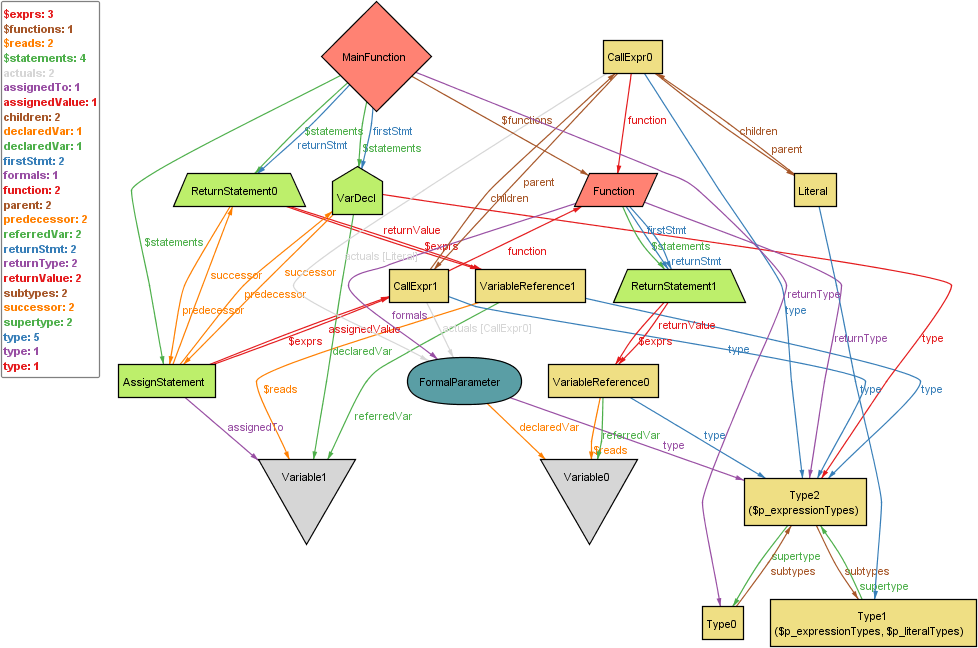 $exprs: 3
$functions: 1
$reads: 2
$statements: 4
actuals: 2
assignedTo: 1
assignedValue: 1
children: 2
declaredVar: 1
declaredVar: 1
firstStmt: 2
formals: 1
function: 2
parent: 2
predecessor: 2
referredVar: 2
returnStmt: 2
returnType: 2
returnValue: 2
subtypes: 2
successor: 2
supertype: 2
type: 5
type: 1
type: 1
MainFunction
CallExpr0
$functions
function
children
$statements
firstStmt
returnStmt
$statements
parent
parent
children
ReturnStatement0
VarDecl
Function
Literal
returnValue
firstStmt
$statements
$exprs
$statements
function
actuals [Literal]
returnStmt
successor
successor
predecessor
predecessor
CallExpr1
VariableReference1
ReturnStatement1
returnType
type
formals
assignedValue
actuals [CallExpr0]
returnValue
$exprs
$exprs
returnType
type
declaredVar
type
AssignStatement
FormalParameter
VariableReference0
$reads
type
type
referredVar
assignedTo
declaredVar
referredVar
type
type
$reads
Variable1
Variable0
Type2
($p_expressionTypes)
supertype
subtypes
subtypes
supertype
Type0
Type1
($p_expressionTypes, $p_literalTypes)